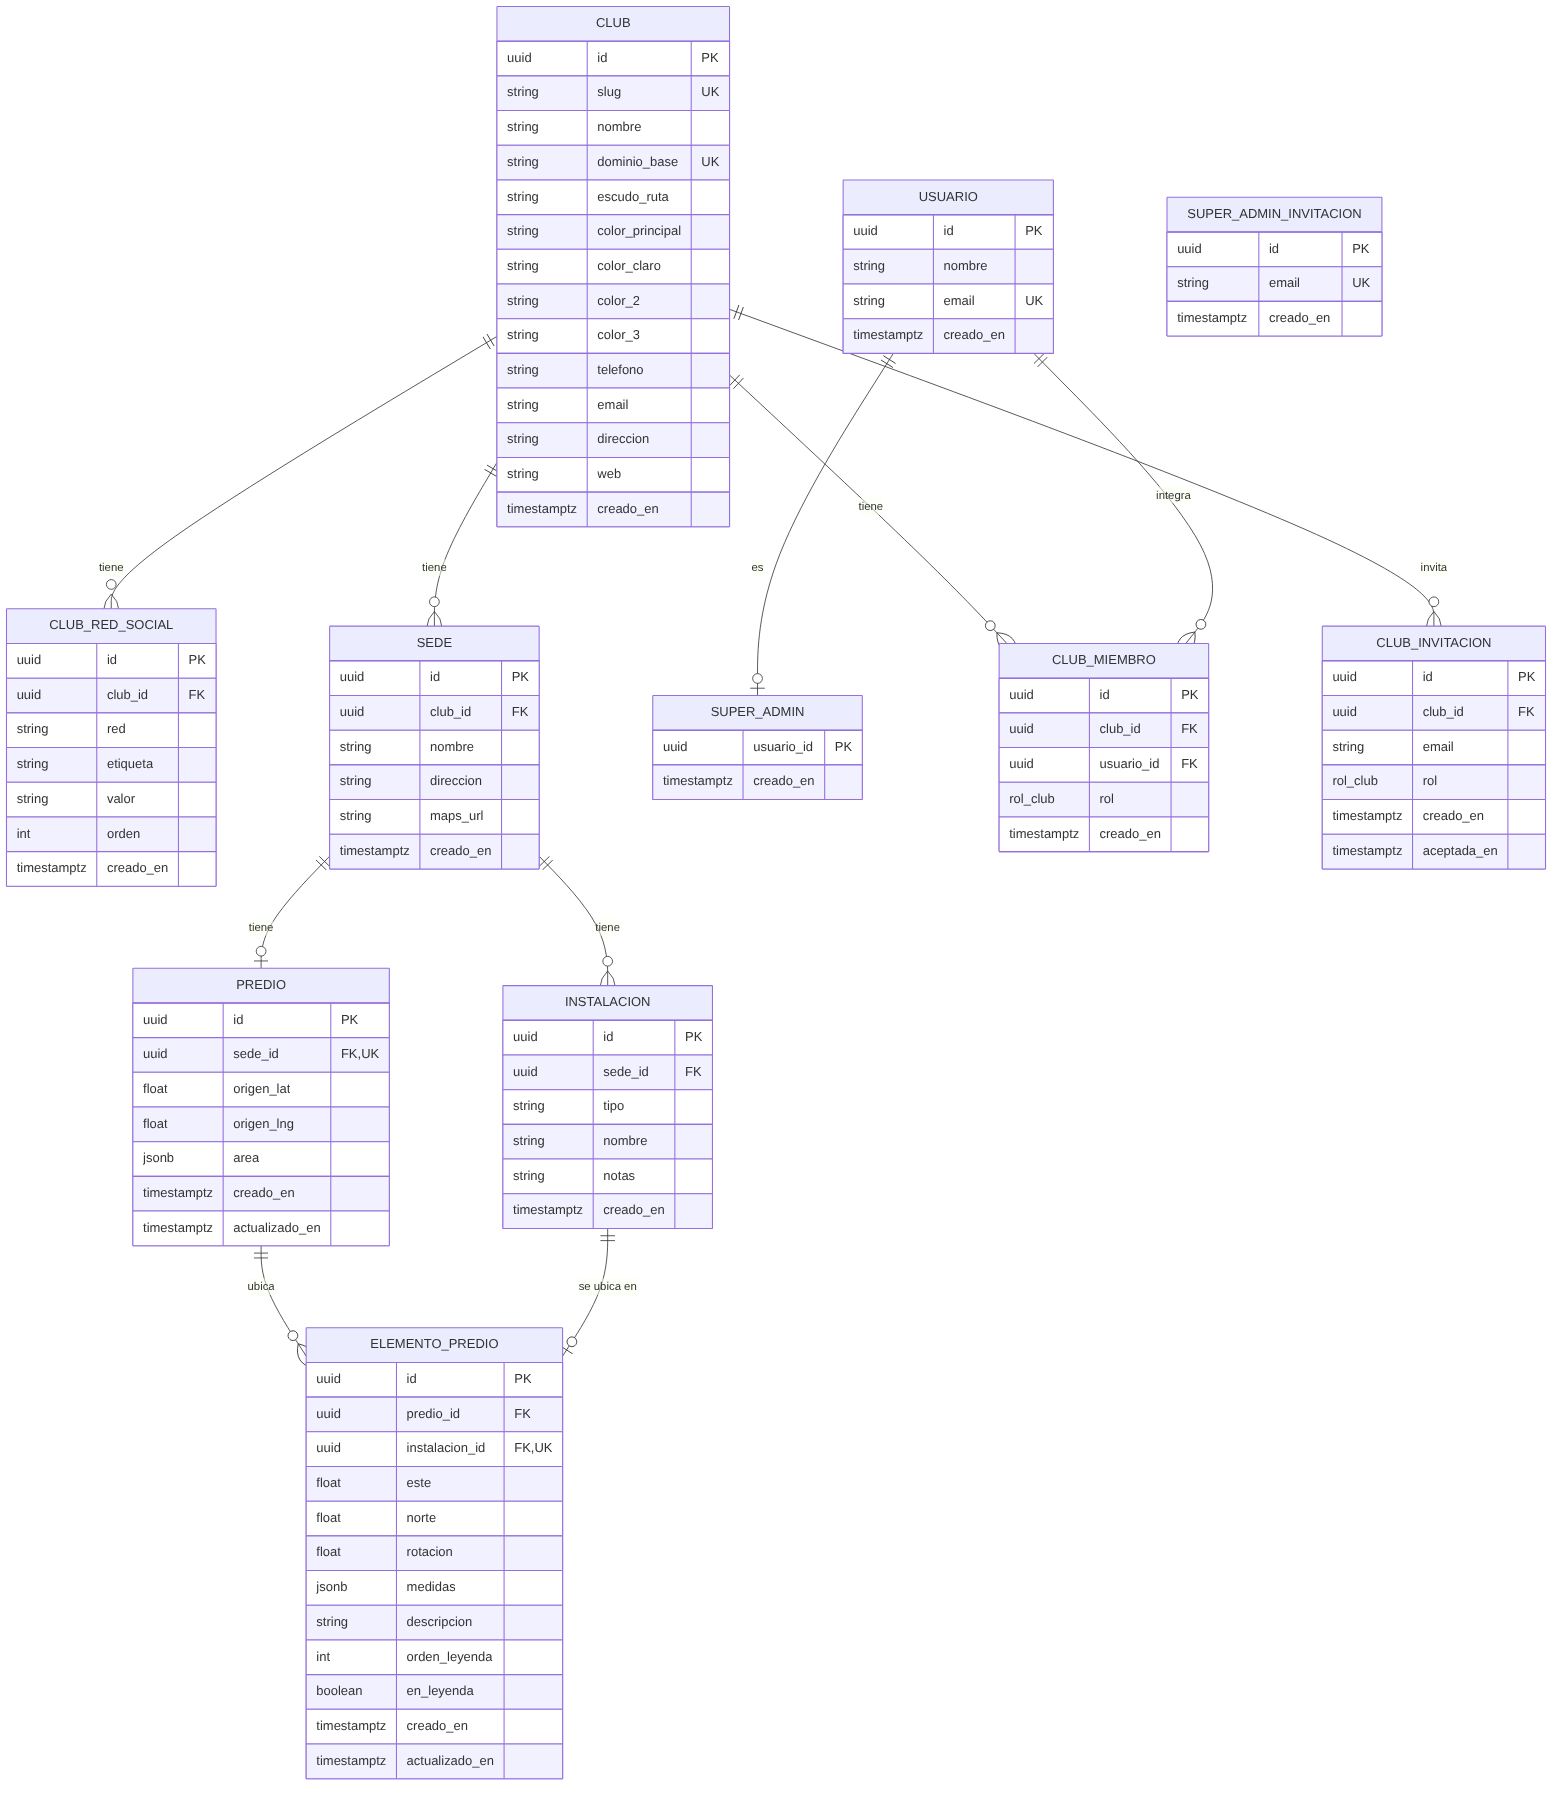 CLUB
uuid id PK
string slug UK
string nombre
string dominio_base UK
string escudo_ruta
string color_principal
string color_claro
string color_2
string color_3
string telefono
string email
string direccion
string web
timestamptz creado_en
USUARIO
uuid id PK
string nombre
string email UK
timestamptz creado_en
SUPER_ADMIN_INVITACION
uuid id PK
string email UK
timestamptz creado_en
tiene
tiene
es
tiene
integra
invita
CLUB_RED_SOCIAL
uuid id PK
uuid club_id FK
string red
string etiqueta
string valor
int orden
timestamptz creado_en
SEDE
uuid id PK
uuid club_id FK
string nombre
string direccion
string maps_url
timestamptz creado_en
SUPER_ADMIN
uuid usuario_id PK
timestamptz creado_en
CLUB_MIEMBRO
uuid id PK
uuid club_id FK
uuid usuario_id FK
rol_club rol
timestamptz creado_en
CLUB_INVITACION
uuid id PK
uuid club_id FK
string email
rol_club rol
timestamptz creado_en
timestamptz aceptada_en
tiene
tiene
PREDIO
uuid id PK
uuid sede_id FK,UK
float origen_lat
float origen_lng
jsonb area
timestamptz creado_en
timestamptz actualizado_en
INSTALACION
uuid id PK
uuid sede_id FK
string tipo
string nombre
string notas
timestamptz creado_en
ubica
se ubica en
ELEMENTO_PREDIO
uuid id PK
uuid predio_id FK
uuid instalacion_id FK,UK
float este
float norte
float rotacion
jsonb medidas
string descripcion
int orden_leyenda
boolean en_leyenda
timestamptz creado_en
timestamptz actualizado_en